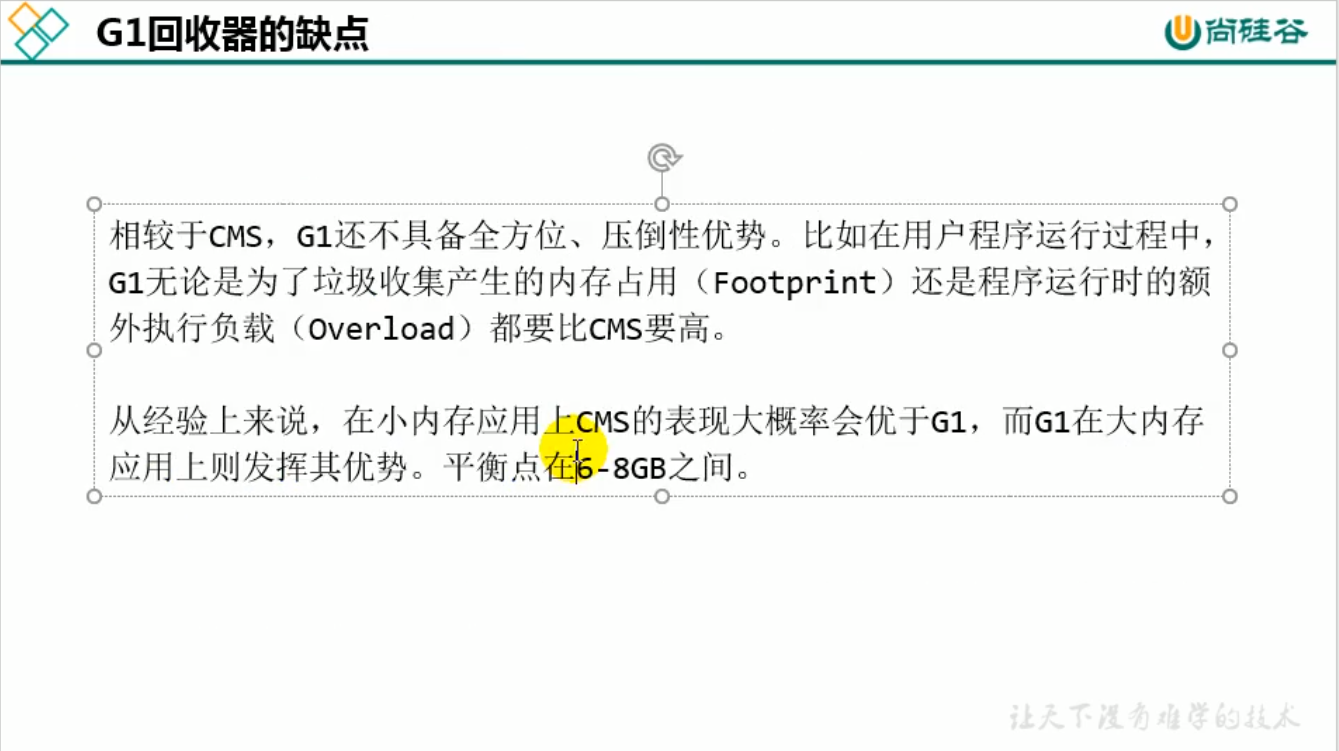 G1回收器的缺点
尚硅谷
相较于CMS，G1还不具备全方位、压倒性优势。比如在用户程序运行过程中，
G1无论是为了垃圾收集产生的内存占用（Footprint）还是程序运行时的额
外执行负载（Overload）都要比CMS要高。
从经验上来说，在小内存应用上CMS的表现大概率会优于G1，而G1在大内存
应用上则发挥其优势。平衡点在6-8GB之间。
让天下没有难学的技术